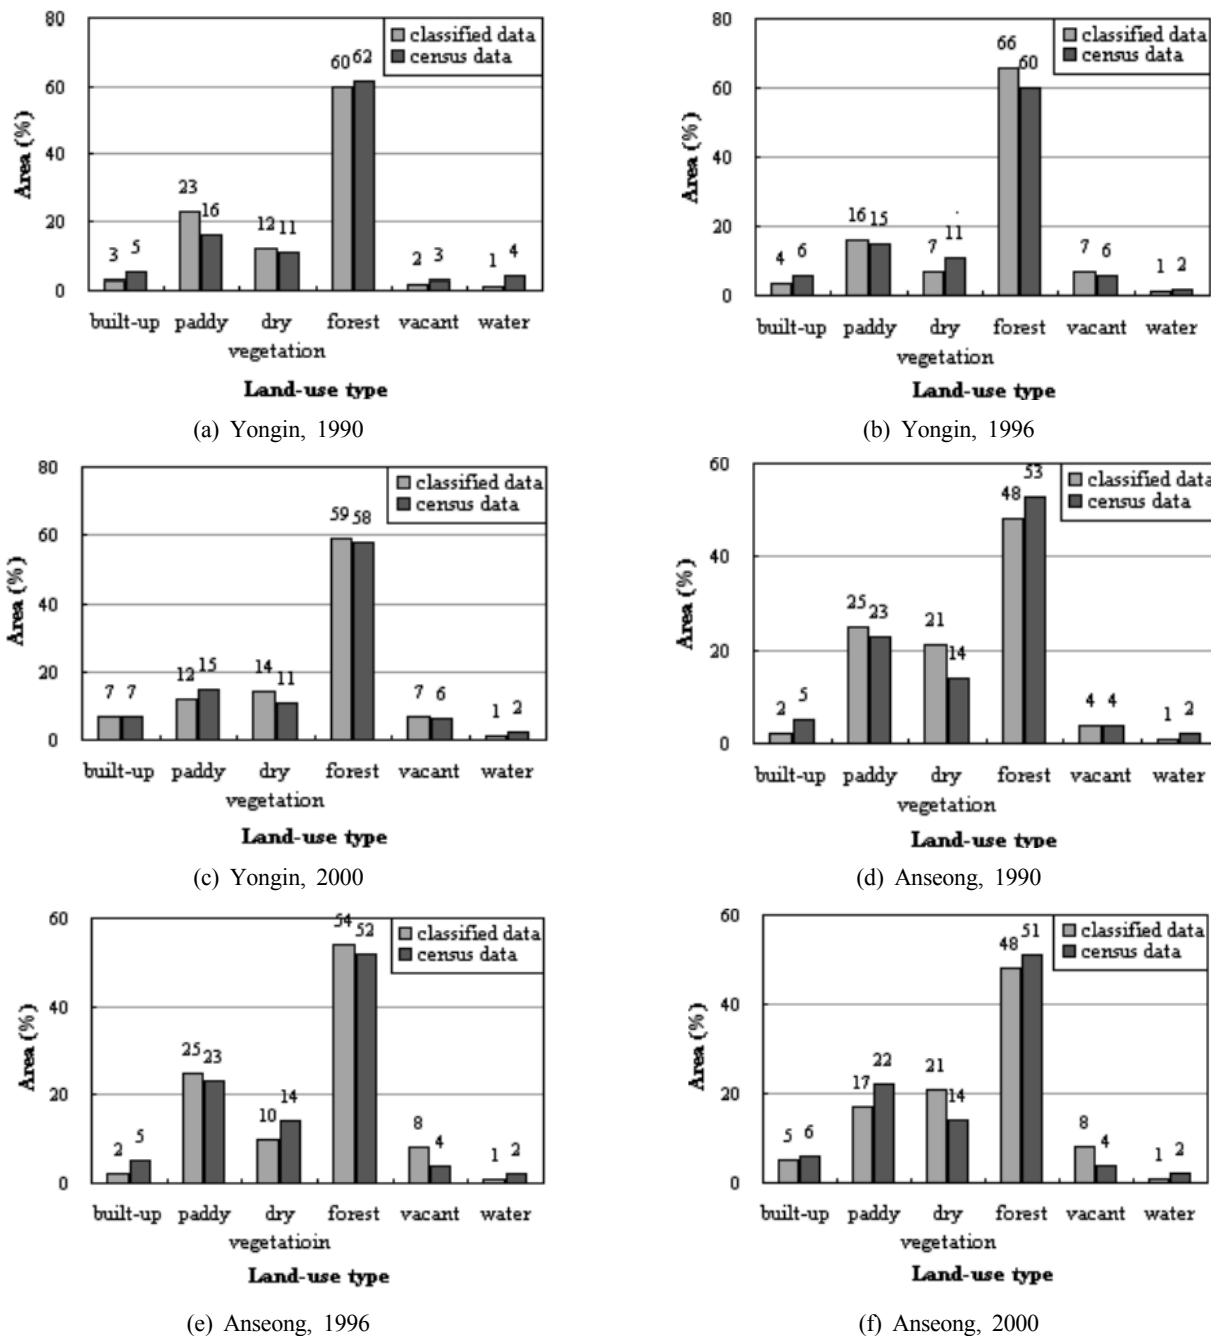 80
60
40
20
0
Area (%)
classified data
census data
3 5 23 16 12 11 60 62 2 3 1 4
built-up paddy dry forest vacant water
vegetation
Land-use type
(a) Yongin, 1990
80
60
40
20
0
Area (%)
classified data
census data
4 6 16 15 7 11 66 60 7 6 1 2
built-up paddy dry forest vacant water
vegetation
Land-use type
(b) Yongin, 1996
80
60
40
20
0
Area (%)
classified data
census data
7 7 12 15 14 11 59 58 7 6 1 2
built-up paddy dry forest vacant water
vegetation
Land-use type
(c) Yongin, 2000
60
40
20
0
Area (%)
classified data
census data
2 5 25 23 21 14 48 53 4 4 1 2
built-up paddy dry forest vacant water
vegetation
Land-use type
(d) Anseong, 1990
60
40
20
0
Area (%)
classified data
census data
2 5 25 23 10 14 54 52 8 4 1 2
built-up paddy dry forest vacant water
vegetatioin
Land-use type
(e) Anseong, 1996
60
40
20
0
Area (%)
classified data
census data
5 6 17 22 21 14 48 51 8 4 1 2
built-up paddy dry forest vacant water
vegetation
Land-use type
(f) Anseong, 2000